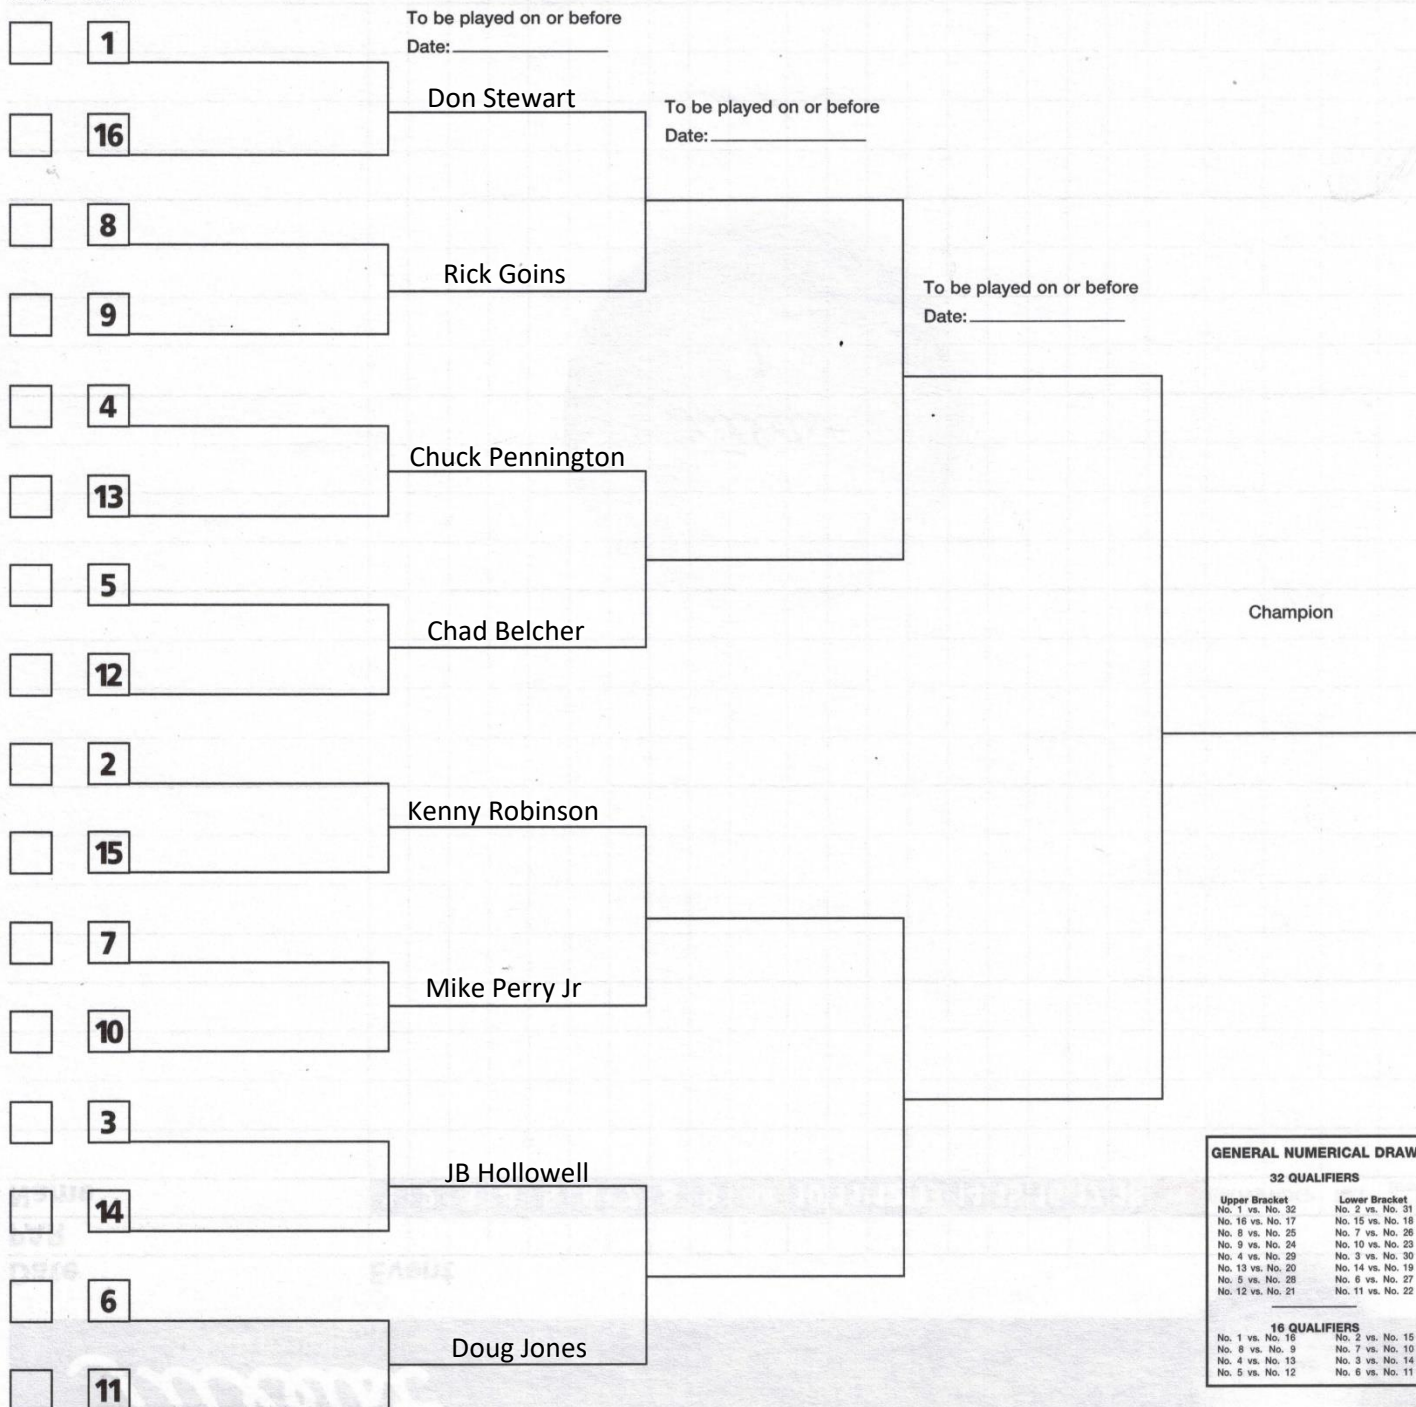 1
To be played on or before
Date:
Don Stewart
16
To be played on or before
Date:
8
Rick Goins
9
To be played on or before
Date:
4
Chuck Pennington
13
5
Champion
Chad Belcher
12
2
Kenny Robinson
15
7
Mike Perry Jr
10
3
JB Hollowell
14
6
Doug Jones
11
GENERAL NUMERICAL DRAW
32 QUALIFIERS
Upper Bracket Lower Bracket
No. 1 vs. No. 32 No. 2 vs. No. 31
No. 16 vs. No. 17 No. 15 vs. No. 18
No. 8 vs. No. 25 No. 7 vs. No. 26
No. 9 vs. No. 24 No. 10 vs. No. 23
No. 4 vs. No. 29 No. 3 vs. No. 30
No. 13 vs. No. 20 No. 14 vs. No. 19
No. 5 vs. No. 28 No. 6 vs. No. 27
No. 12 vs. No. 21 No. 11 vs. No. 22
16 QUALIFIERS
No. 1 vs. No. 16 No. 2 vs. No. 15
No. 8 vs. No. 9 No. 7 vs. No. 10
No. 4 vs. No. 13 No. 3 vs. No. 14
No. 5 vs. No. 12 No. 6 vs. No. 11
Name
PAR
Date
Event